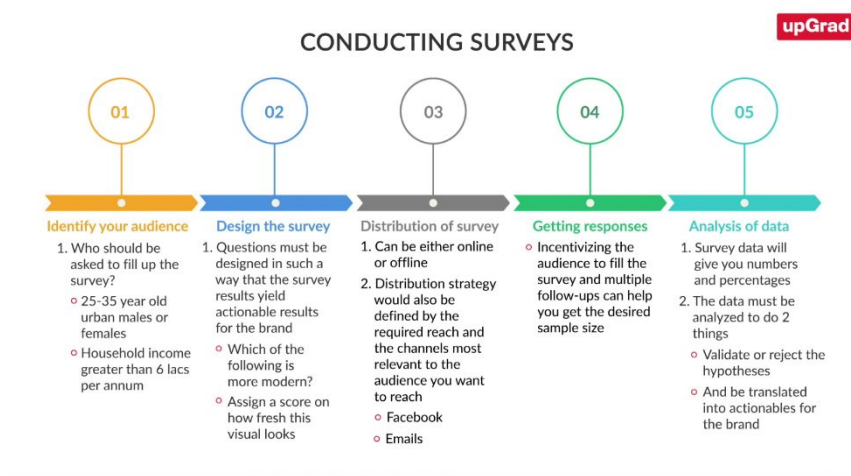 upGrad
CONDUCTING SURVEYS
01
02
03
04
05
Identify your audience
1. Who should be
asked to fill up the
survey?
25-35 year old
urban males or
females
Household income
greater than 6 lacs
per annum
Design the survey
1. Questions must be
designed in such a
way that the survey
results yield
actionable results
for the brand
Which of the
following is
more modern?
Assign a score on
how fresh this
visual looks
Distribution of survey
1. Can be either online
or offline
2. Distribution strategy
would also be
defined by the
required reach and
the channels most
relevant to the
audience you want
to reach
Facebook
Emails
Getting responses
Incentivizing the
audience to fill the
survey and multiple
follow-ups can help
you get the desired
sample size
Analysis of data
1. Survey data will
give you numbers
and percentages
2. The data must be
analyzed to do 2
things
Validate or reject the
hypotheses
And be translated
into actionables for
the brand